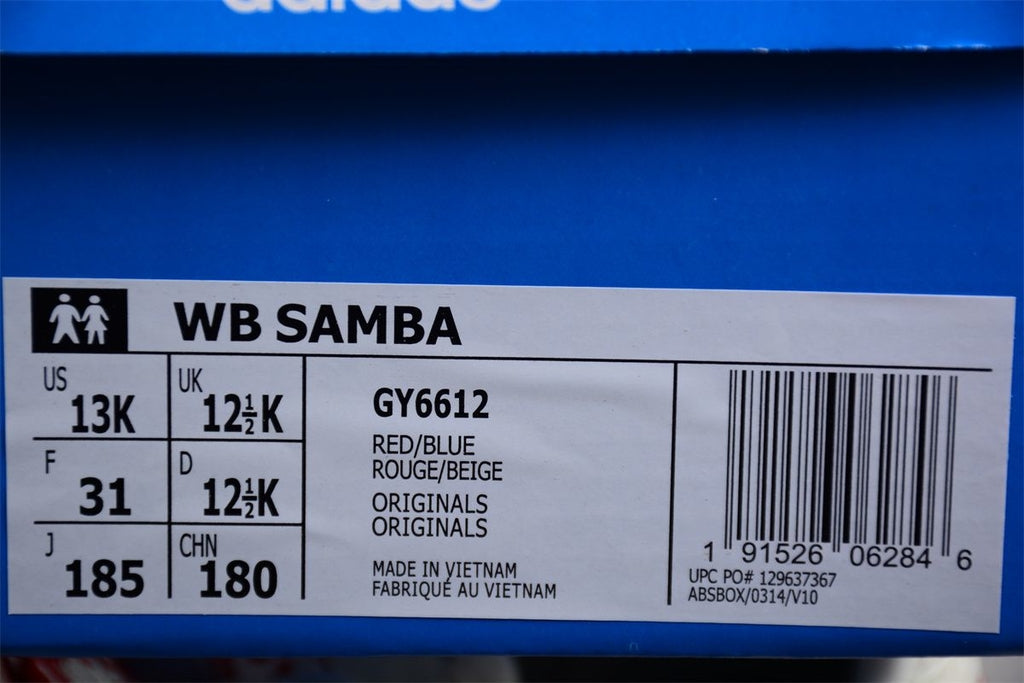 adidas
WB SAMBA
US 13K
UK 12½K
F 31
D 12½K
J 185
CHN 180
GY6612
RED/BLUE
ROUGE/BEIGE
ORIGINALS
ORIGINALS
MADE IN VIETNAM
FABRIQUÉ AU VIETNAM
1 91526 06284 6
UPC PO# 129637367
ABSBOX/0314/V10